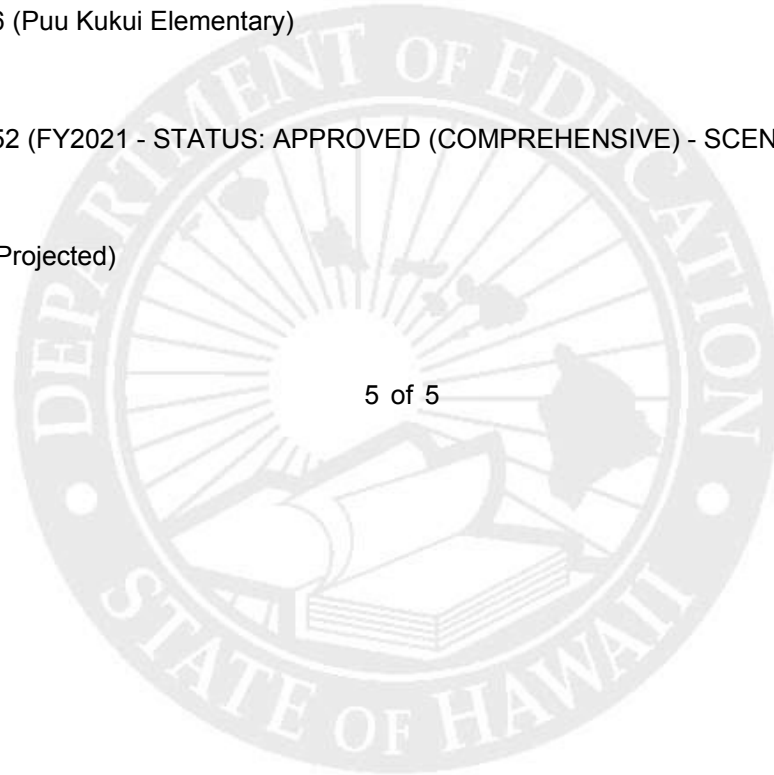 6 (Puu Kukui Elementary)
52 (FY2021 - STATUS: APPROVED (COMPREHENSIVE) - SCEN
Projected)
5 of 5
DEPARTMENT OF EDUCATION
STATE OF HAWAII